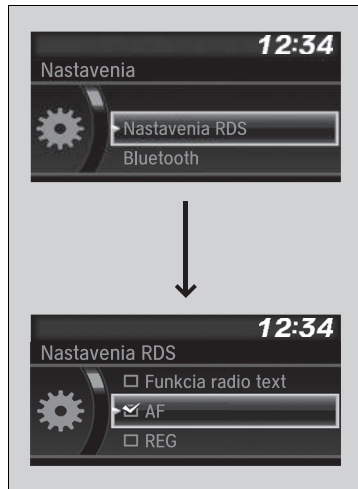 12:34
Nastavenia
Nastavenia RDS
Bluetooth
12:34
Nastavenia RDS
Funkcia radio text
AF
REG